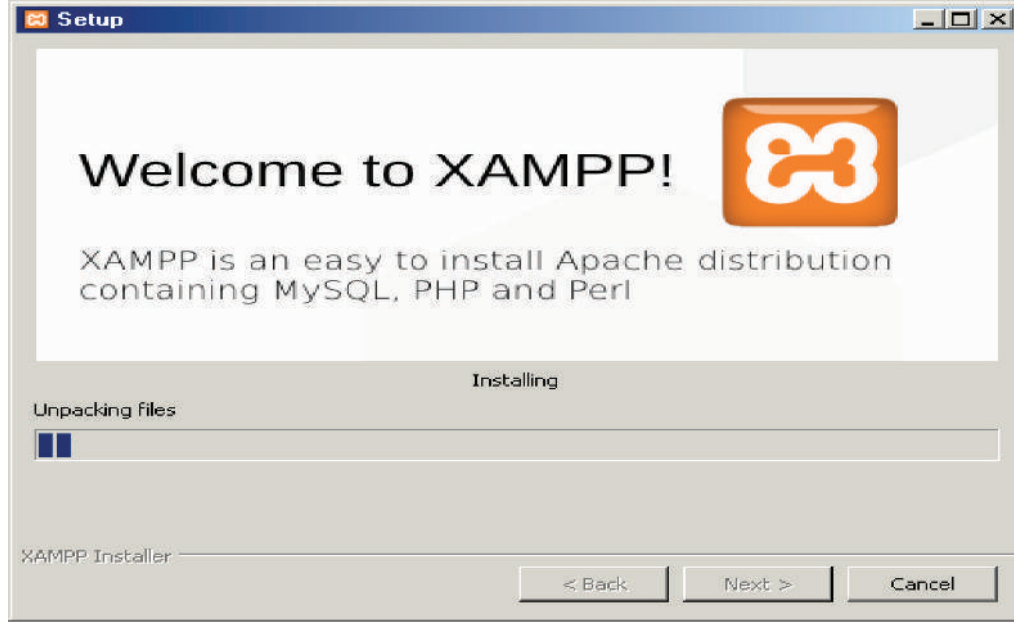 Setup
Welcome to XAMPP!
XAMPP is an easy to install Apache distribution
containing MySQL, PHP and Perl
Installing
Unpacking files
XAMPP Installer
< Back
Next >
Cancel